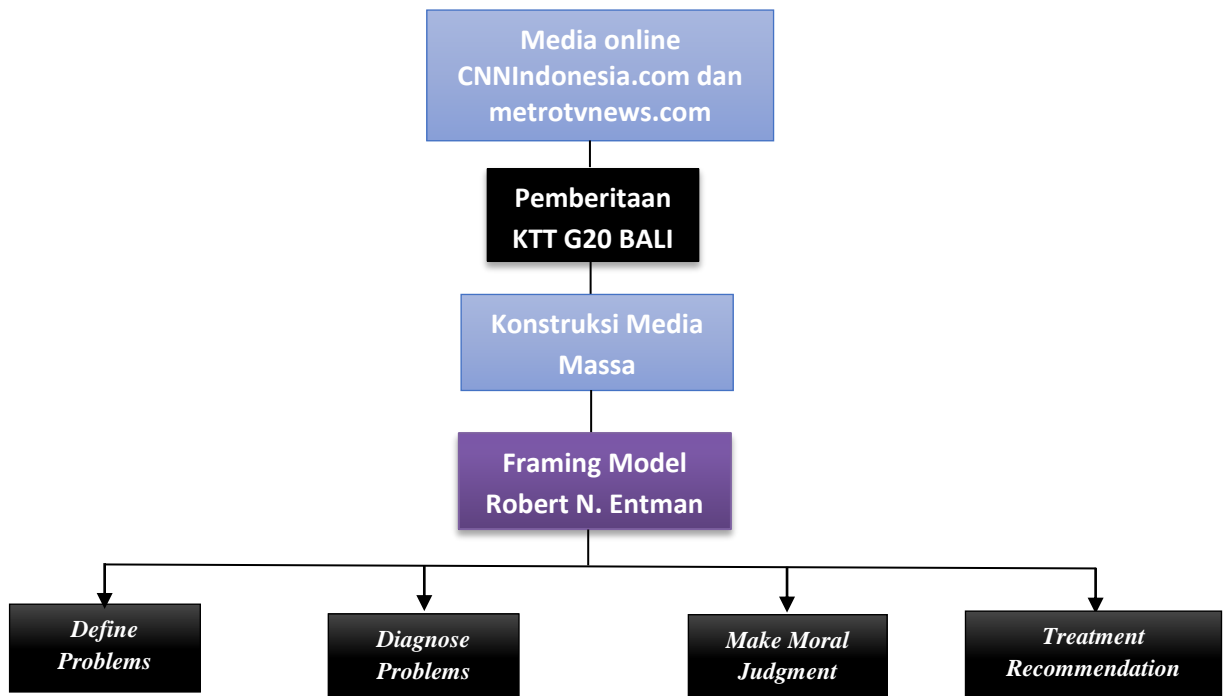 Media online
CNNIndonesia.com dan
metrotvnews.com
Pemberitaan
KTT G20 BALI
Konstruksi Media
Massa
Framing Model
Robert N. Entman
Define
Problems
Diagnose
Problems
Make Moral
Judgment
Treatment
Recommendation